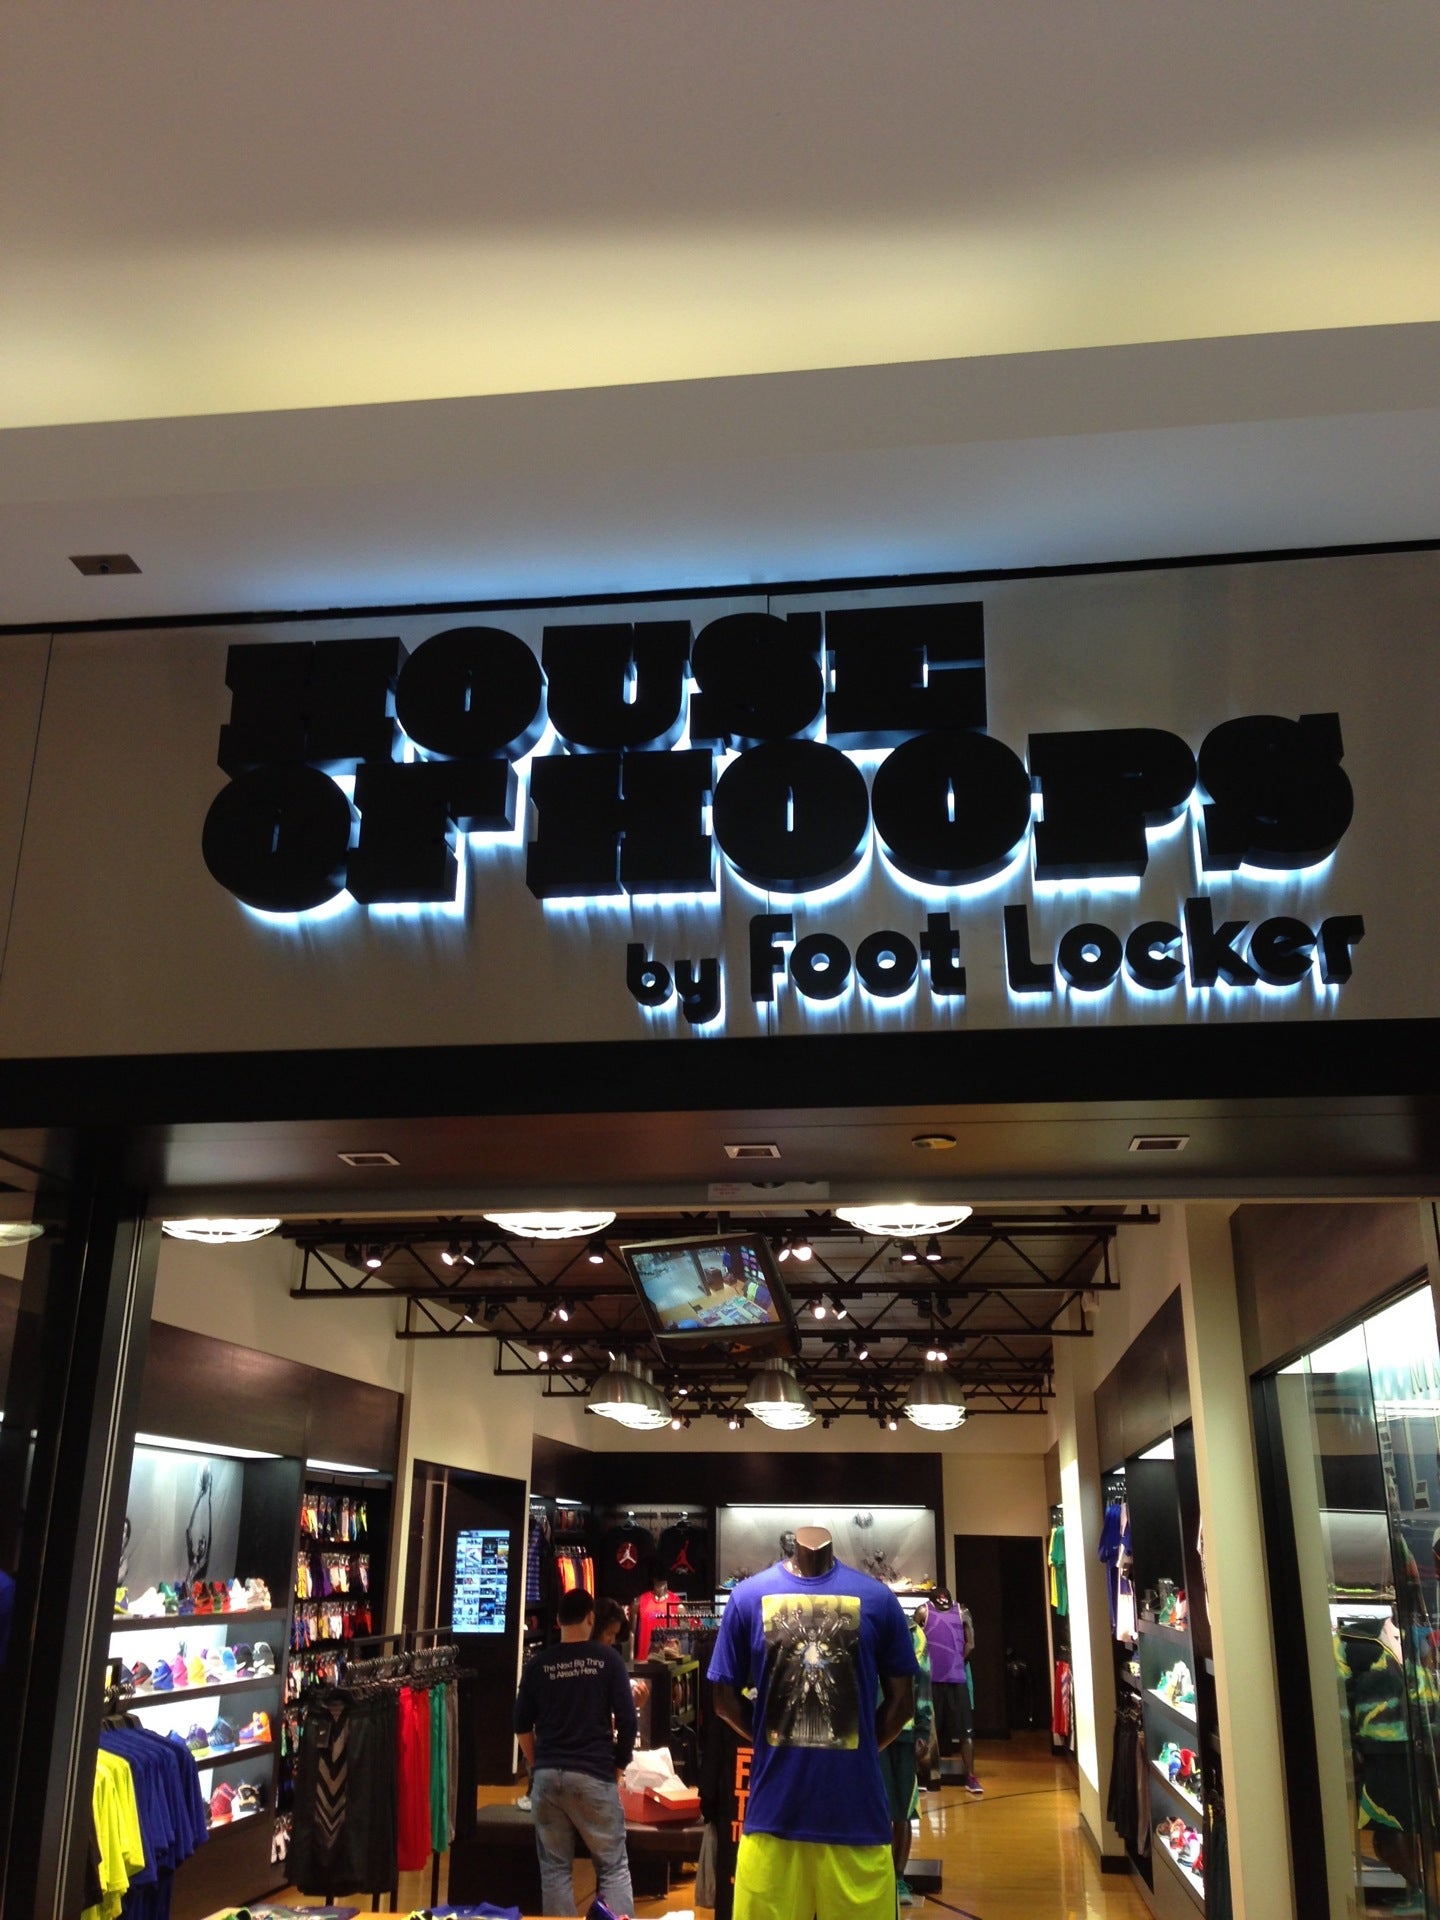 HOUSE
OF HOOPS
by Foot Locker
The Next Big Thing
Is Already Here.